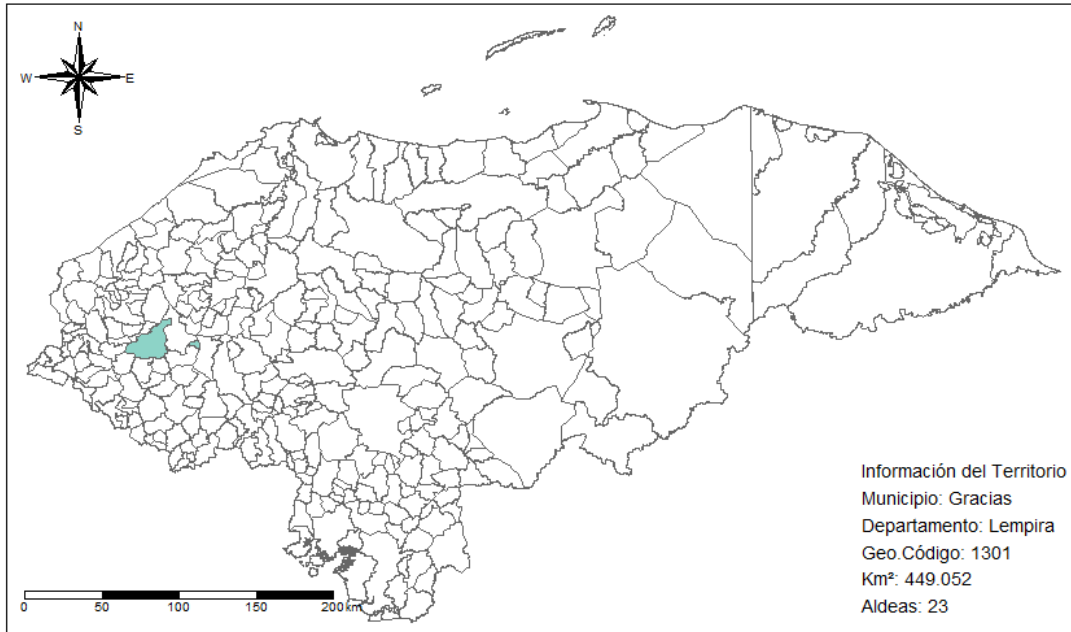 N
W E
S
Información del Territorio
Municipio: Gracias
Departamento: Lempira
Geo.Código: 1301
Km²: 449.052
Aldeas: 23
0 50 100 150 200 km